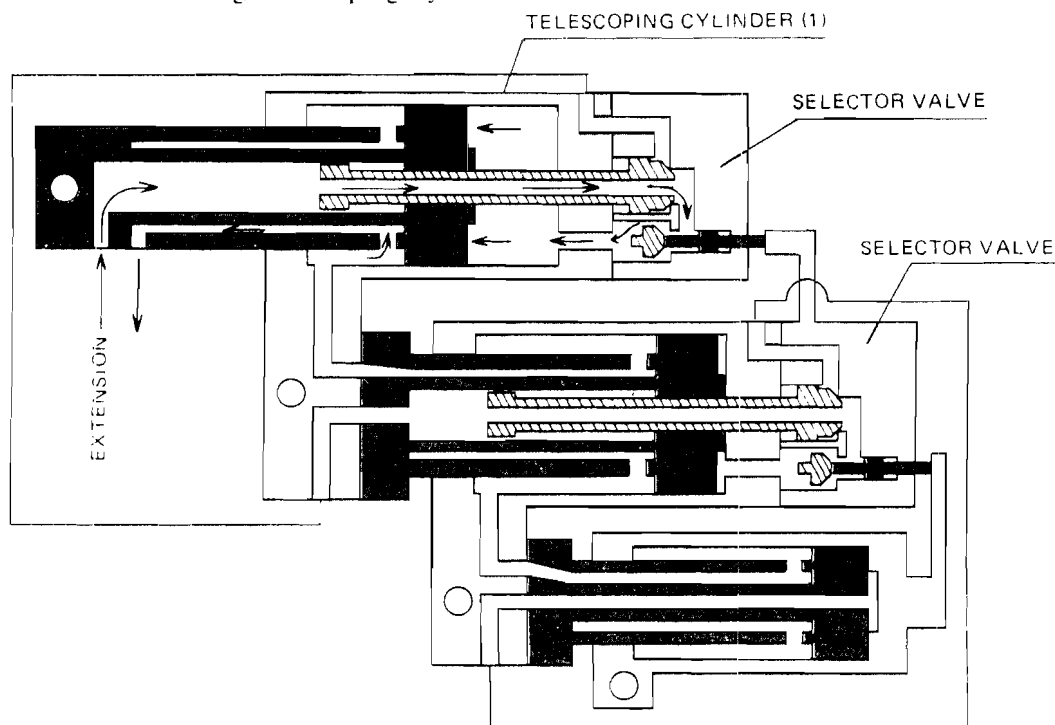 TELESCOPING CYLINDER (1)
SELECTOR VALVE
SELECTOR VALVE
EXTENSION